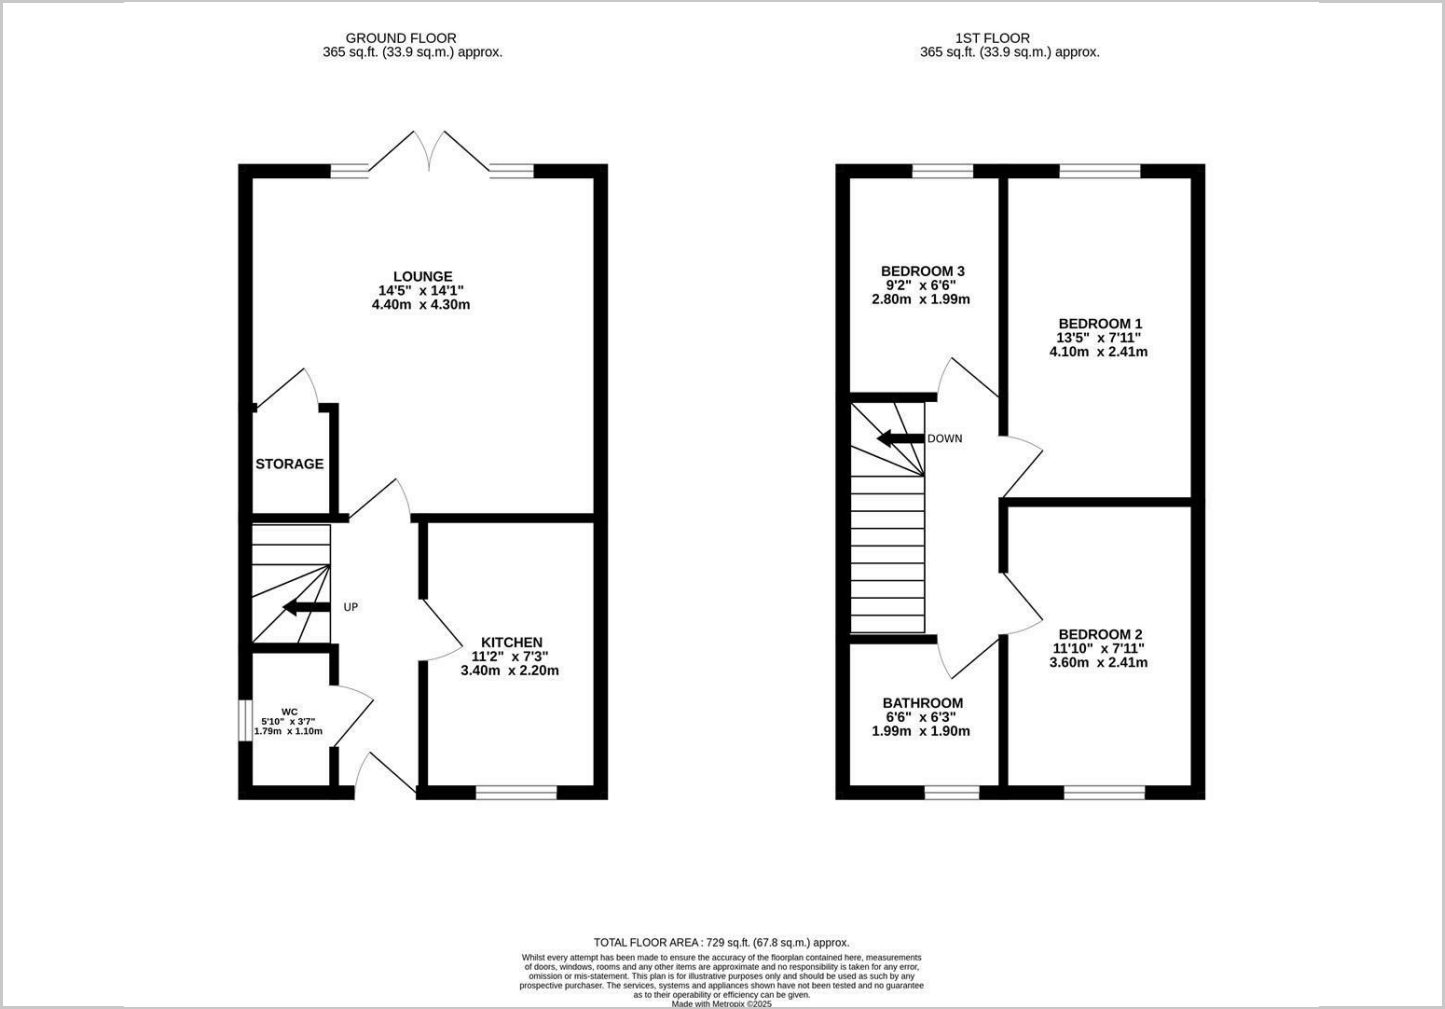 GROUND FLOOR
365 sq.ft. (33.9 sq.m.) approx.
1ST FLOOR
365 sq.ft. (33.9 sq.m.) approx.
LOUNGE
14'5" x 14'1"
4.40m x 4.30m
STORAGE
UP
KITCHEN
11'2" x 7'3"
3.40m x 2.20m
WC
5'10" x 3'7"
1.79m x 1.10m
BEDROOM 3
9'2" x 6'6"
2.80m x 1.99m
BEDROOM 1
13'5" x 7'11"
4.10m x 2.41m
DOWN
BEDROOM 2
11'10" x 7'11"
3.60m x 2.41m
BATHROOM
6'6" x 6'3"
1.99m x 1.90m
TOTAL FLOOR AREA : 729 sq.ft. (67.8 sq.m.) approx.
Whilst every attempt has been made to ensure the accuracy of the floorplan contained here, measurements
of doors, windows, rooms and any other items are approximate and no responsibility is taken for any error,
omission or mis-statement. This plan is for illustrative purposes only and should be used as such by any
prospective purchaser. The services, systems and appliances shown have not been tested and no guarantee
as to their operability or efficiency can be given.
Made with Metropix ©2025